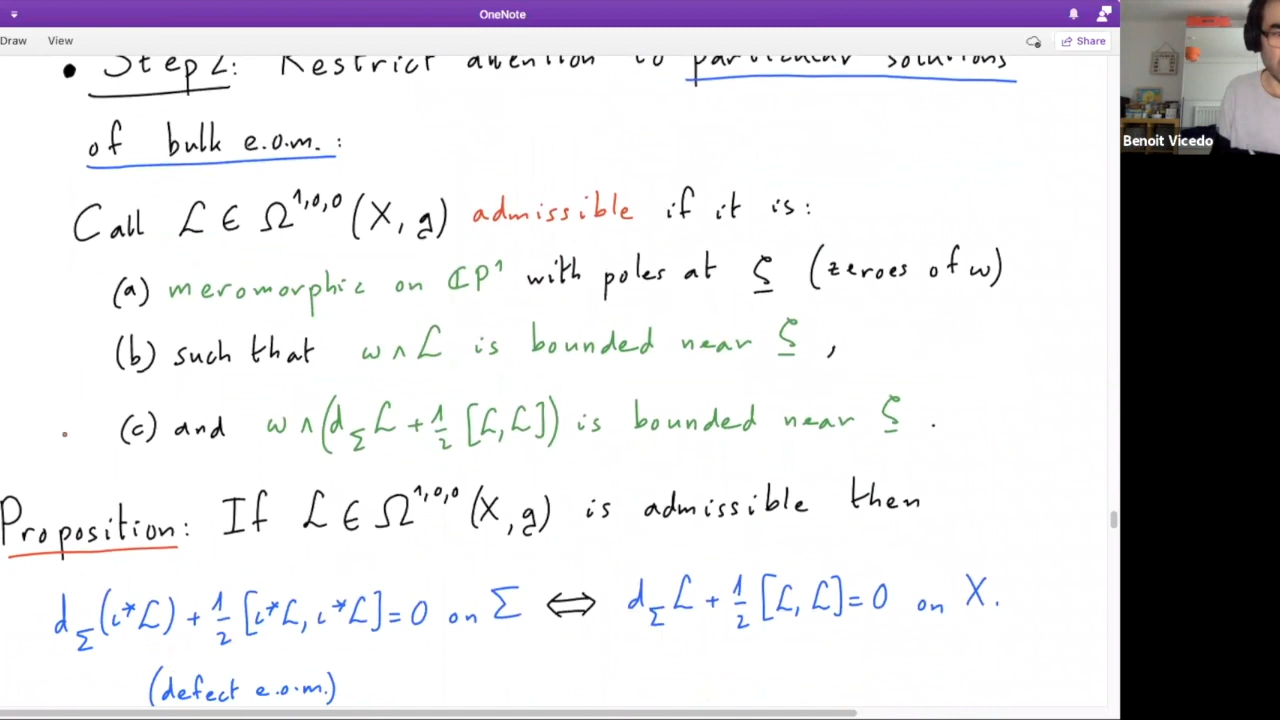 OneNote
Draw View Share
• Step 2: Restrict attention to particular solutions
of bulk e.o.m. :
Benoit Vicedo
Call ℒ ∈ Ω^{1,0,0}(X, g) admissible if it is:
(a) meromorphic on ℂP¹ with poles at ζ (zeroes of ω)
(b) such that ω ∧ ℒ is bounded near ζ ,
(c) and ω ∧ (d_Σ ℒ + 1/2 [ℒ, ℒ]) is bounded near ζ .
Proposition: If ℒ ∈ Ω^{1,0,0}(X, g) is admissible then
d_Σ(ι*ℒ) + 1/2 [ι*ℒ, ι*ℒ] = 0 on Σ ⟺ d_Σ ℒ + 1/2 [ℒ, ℒ] = 0 on X.
(defect e.o.m.)